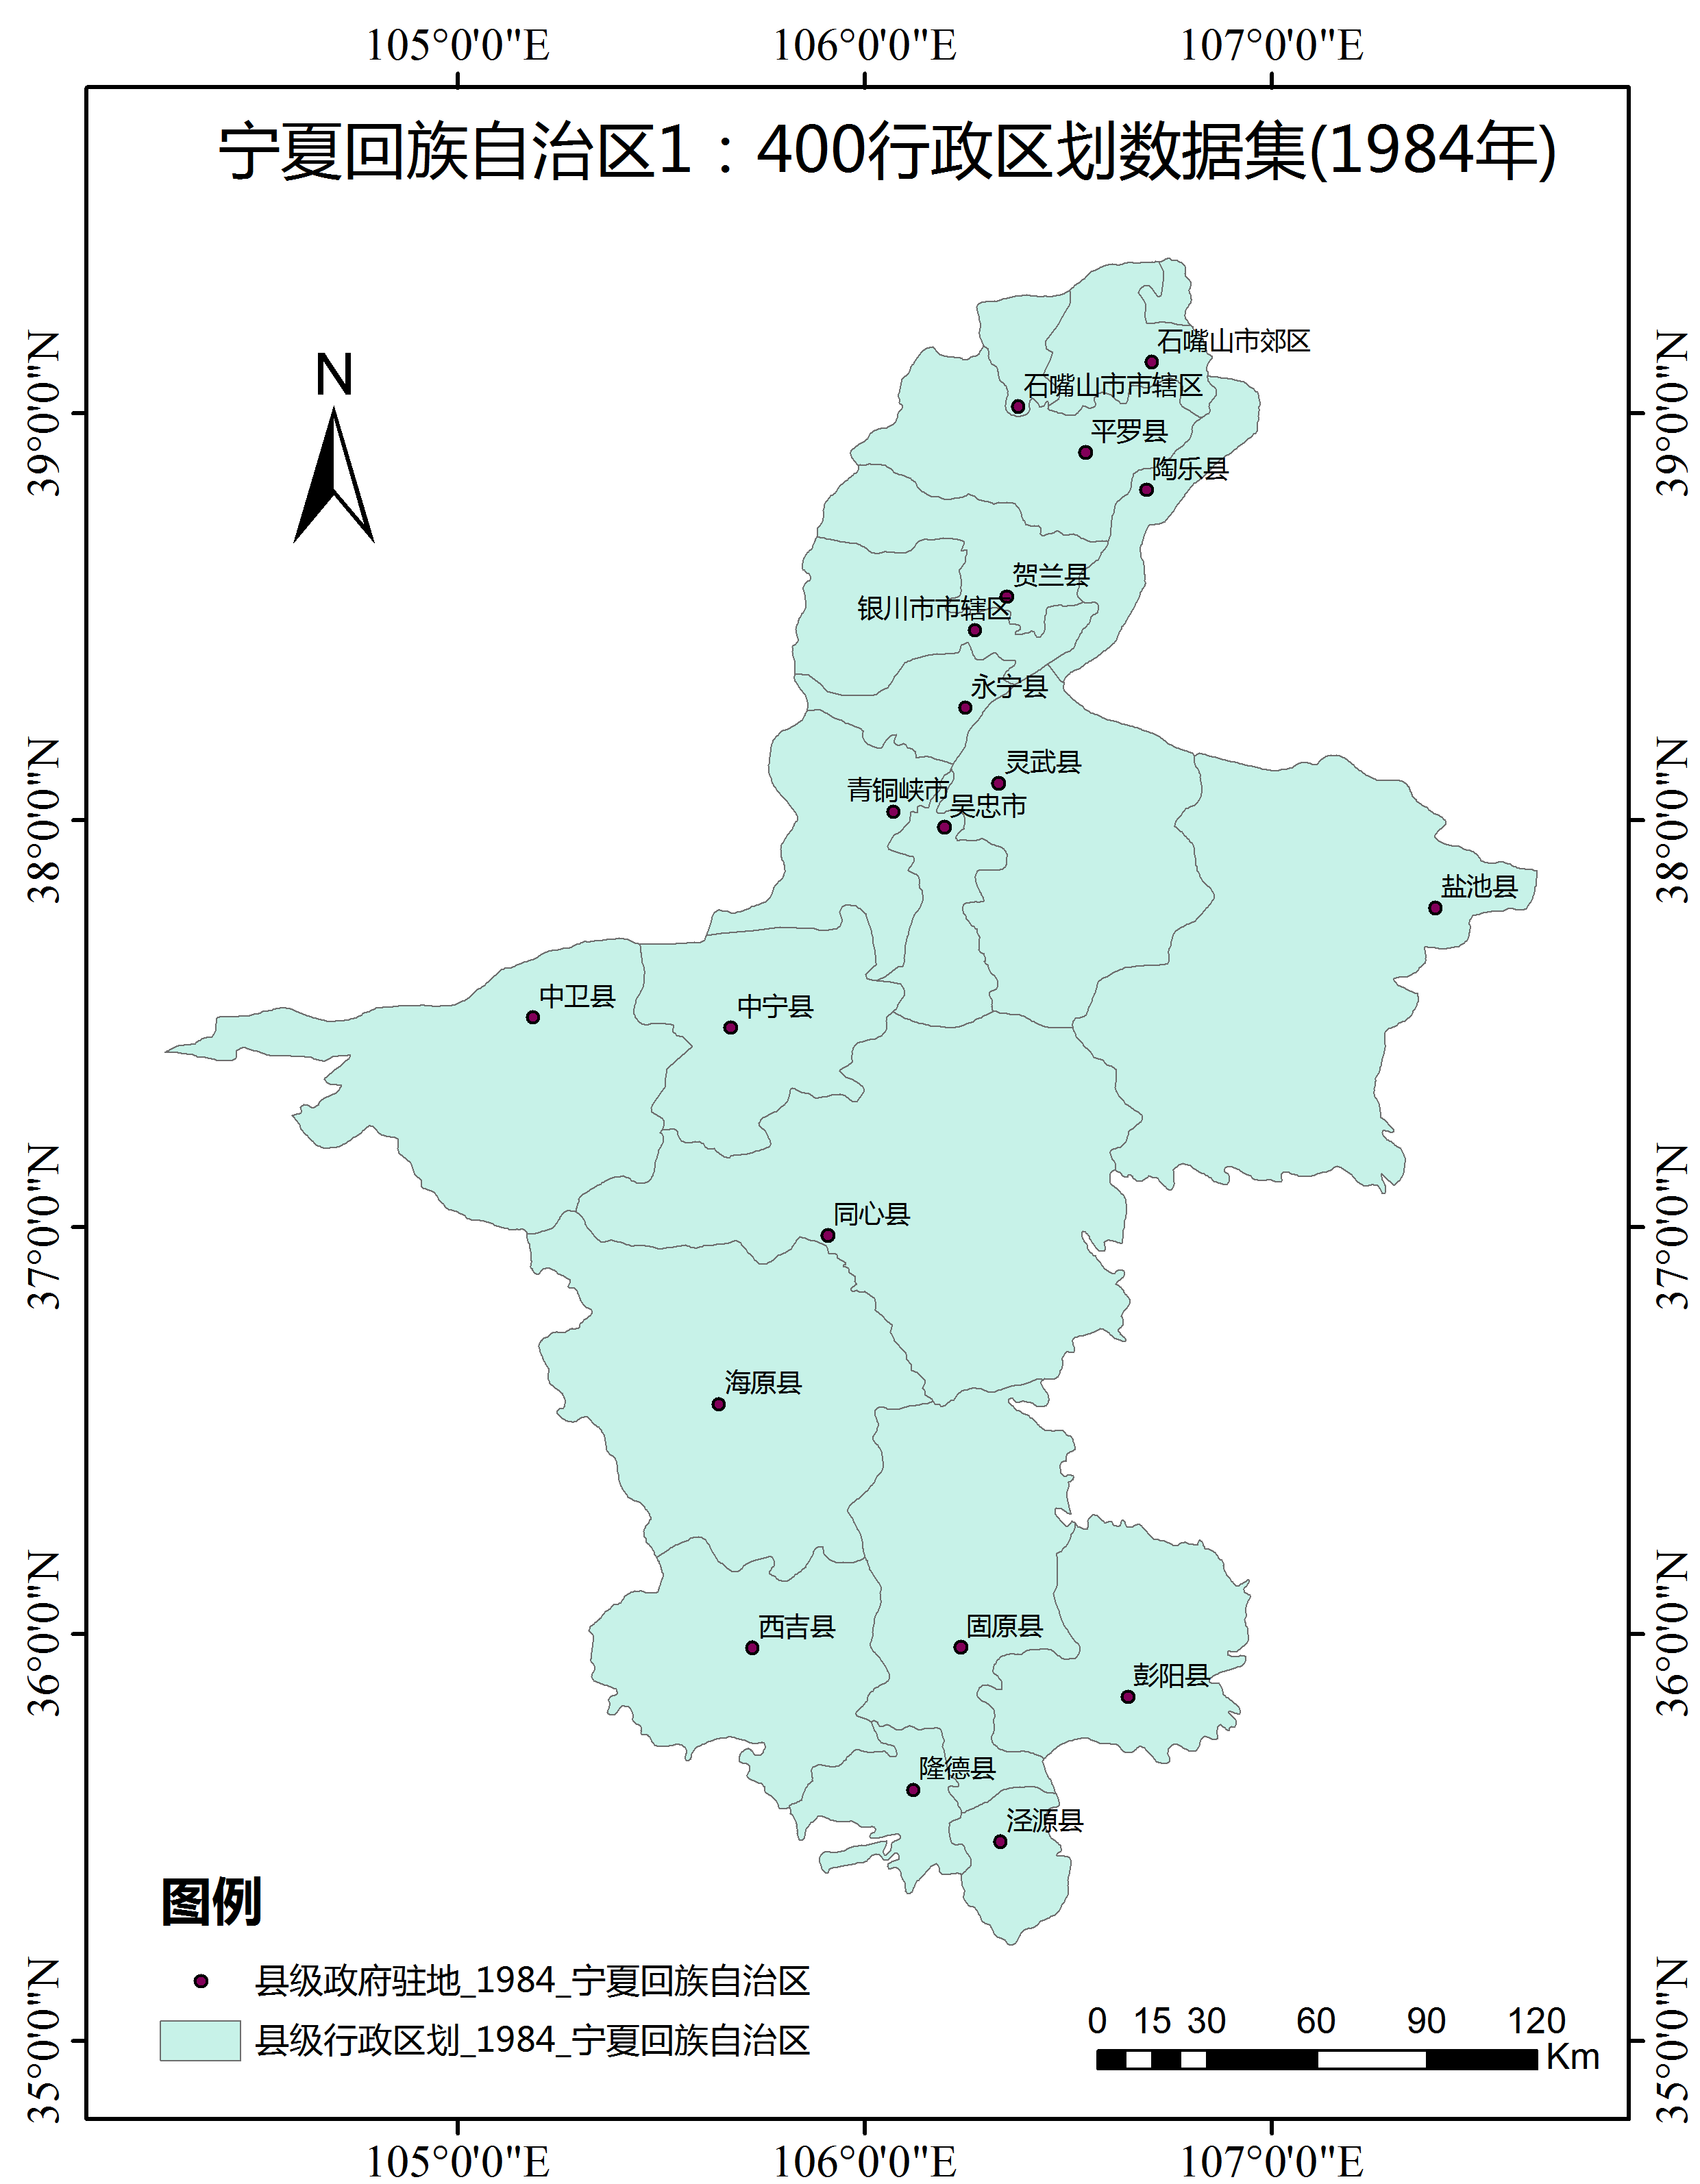 105°0'0"E 106°0'0"E 107°0'0"E
宁夏回族自治区1：400行政区划数据集(1984年)
N
石嘴山市郊区
石嘴山市市辖区
39°0'0"N 39°0'0"N
平罗县
陶乐县
贺兰县
银川市市辖区
永宁县
灵武县
青铜峡市
吴忠市
38°0'0"N 38°0'0"N
盐池县
中卫县
中宁县
同心县
37°0'0"N 37°0'0"N
海原县
西吉县
固原县
36°0'0"N 36°0'0"N
彭阳县
隆德县
泾源县
图例
县级政府驻地_1984_宁夏回族自治区
县级行政区划_1984_宁夏回族自治区
0 15 30 60 90 120
Km
35°0'0"N 35°0'0"N
105°0'0"E 106°0'0"E 107°0'0"E